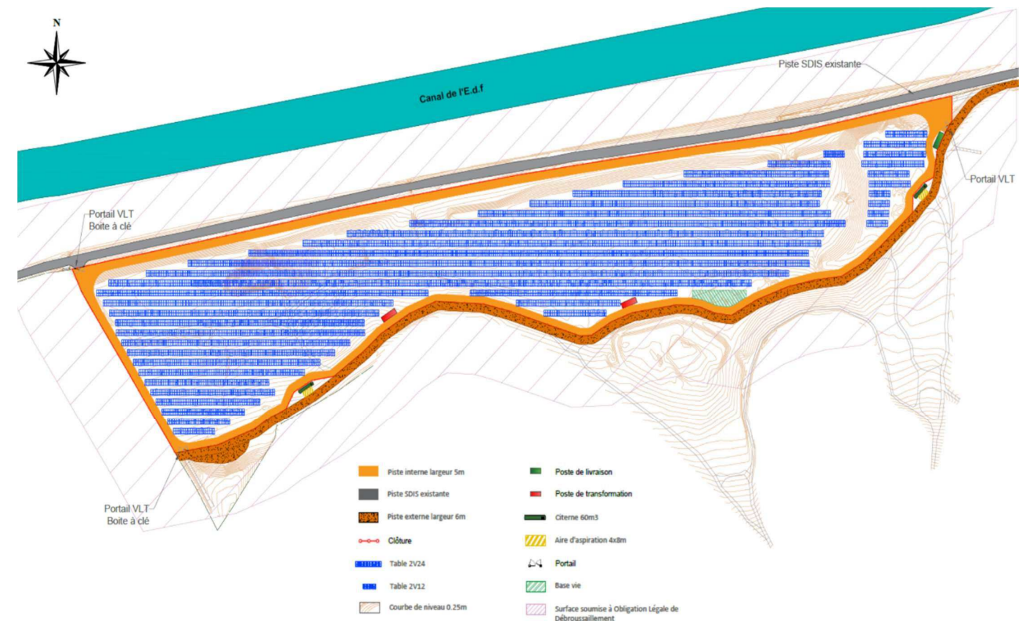 N
Canal de l'E.d.f
Piste SDIS existante
Portail VLT
Portail VLT
Boite à clé
Portail VLT
Boite à clé
Piste interne largeur 5m
Piste SDIS existante
Piste externe largeur 6m
Clôture
Table 2V24
Table 2V12
Courbe de niveau 0.25m
Poste de livraison
Poste de transformation
Citerne 60m3
Aire d'aspiration 4x8m
Portail
Base vie
Surface soumise à Obligation Légale de
Débroussaillement